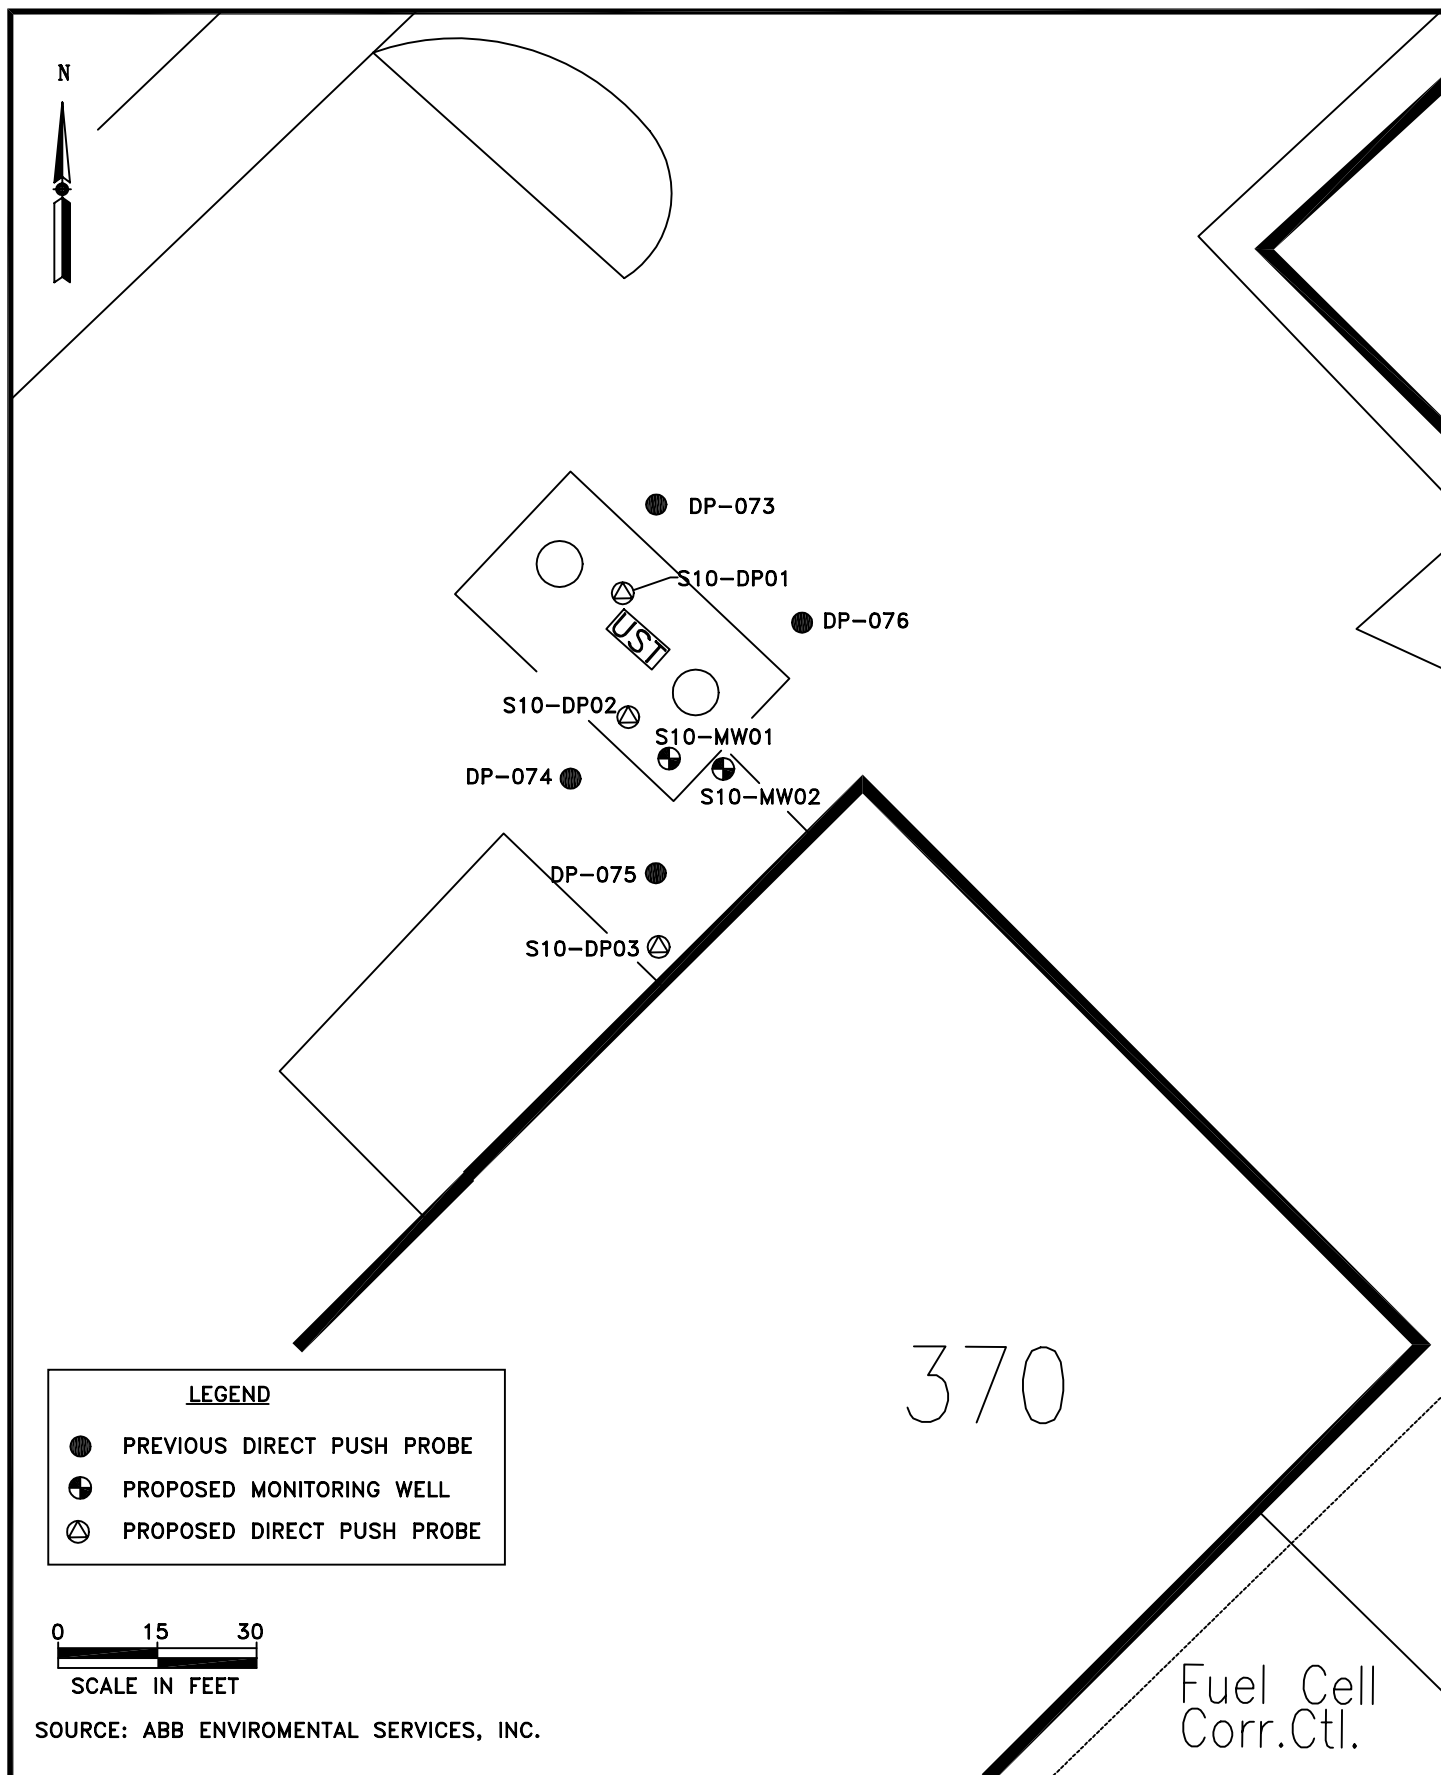 N
DP-073
S10-DP01
DP-076
UST
S10-DP02
S10-MW01
DP-074
S10-MW02
DP-075
S10-DP03
370
LEGEND
PREVIOUS DIRECT PUSH PROBE
PROPOSED MONITORING WELL
PROPOSED DIRECT PUSH PROBE
0 15 30
SCALE IN FEET
SOURCE: ABB ENVIROMENTAL SERVICES, INC.
Fuel Cell
Corr.Ctl.